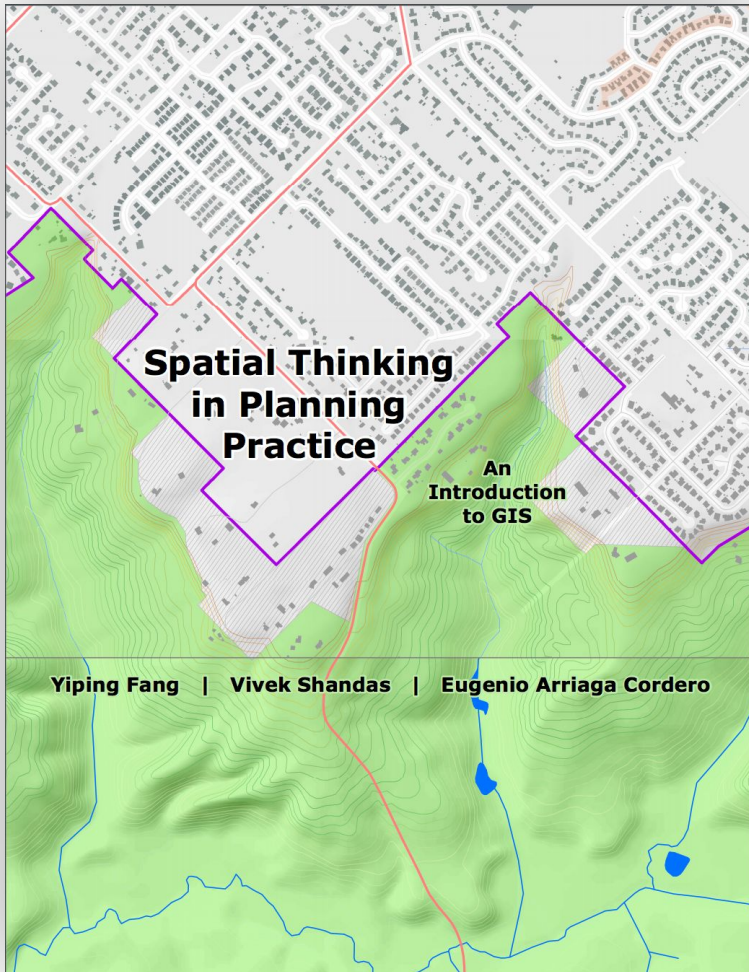 Spatial Thinking
in Planning
Practice
An
Introduction
to GIS
Yiping Fang | Vivek Shandas | Eugenio Arriaga Cordero